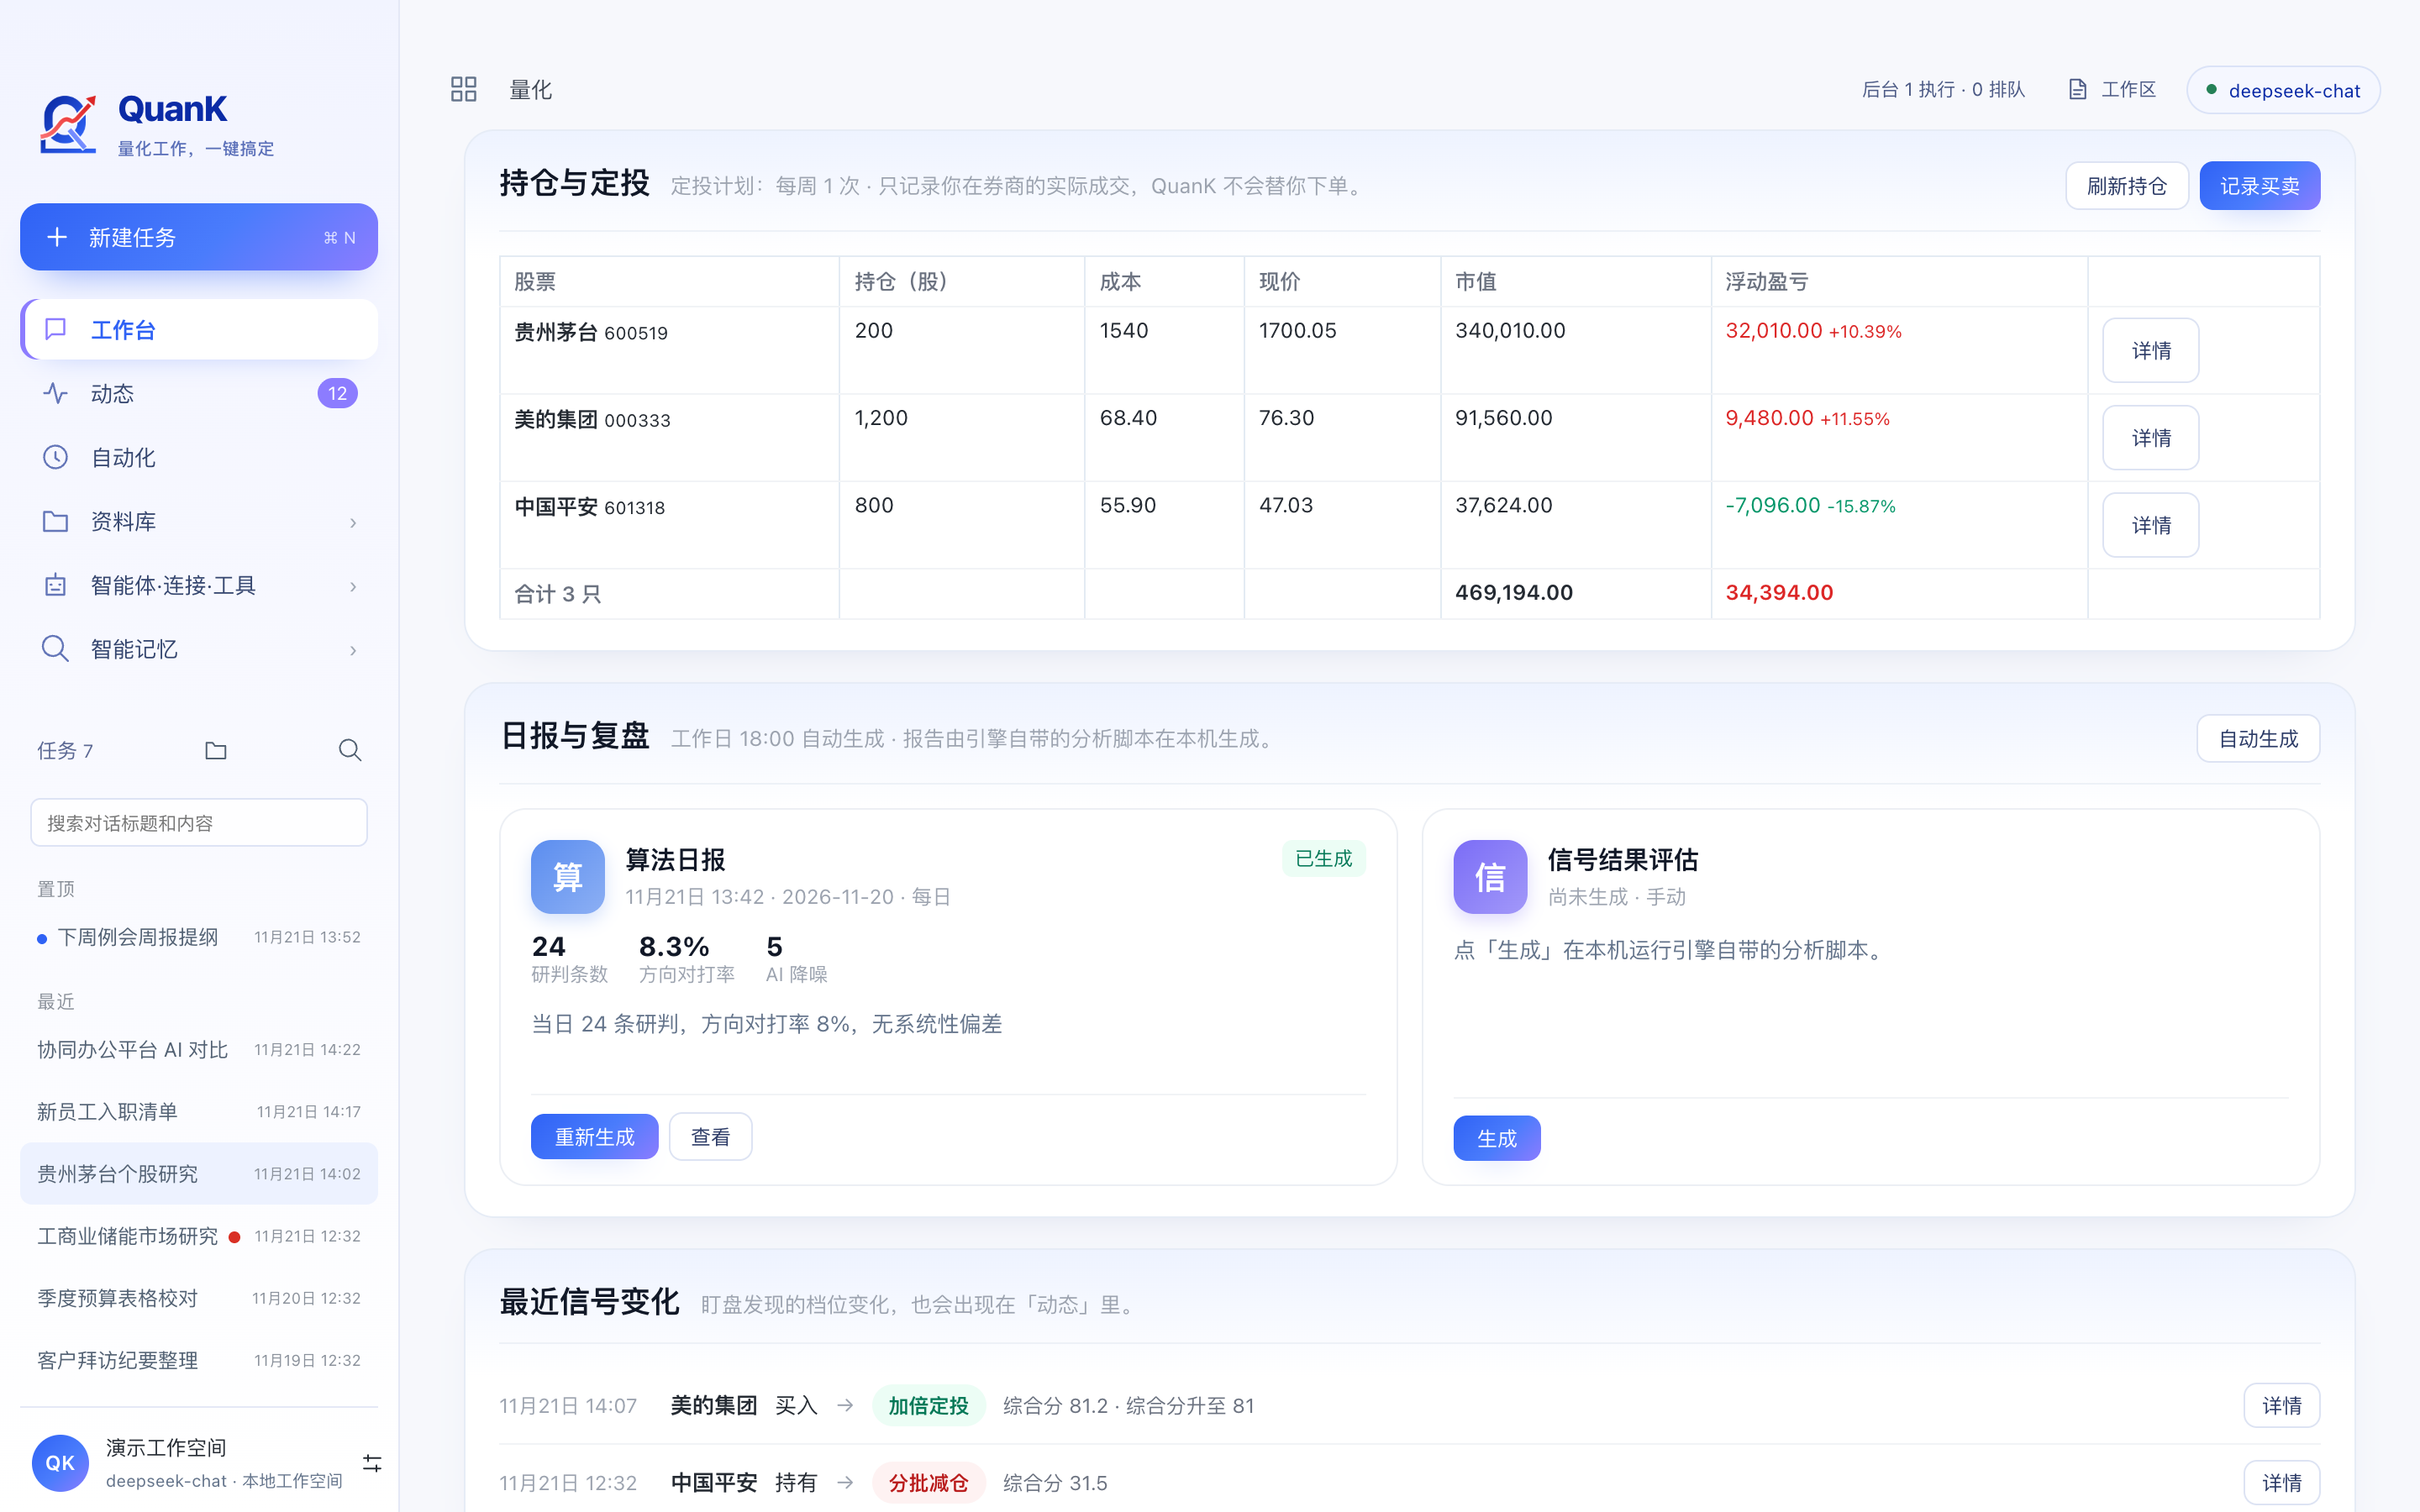 QuanK
量化工作，一键搞定
新建任务 ⌘ N
工作台
动态 12
自动化
资料库
智能体·连接·工具
智能记忆
任务 7
搜索对话标题和内容
置顶
下周例会周报提纲 11月21日 13:52
最近
协同办公平台 AI 对比 11月21日 14:22
新员工入职清单 11月21日 14:17
贵州茅台个股研究 11月21日 14:02
工商业储能市场研究 11月21日 12:32
季度预算表格校对 11月20日 12:32
客户拜访纪要整理 11月19日 12:32
QK 演示工作空间
deepseek-chat · 本地工作空间
量化 后台 1 执行 · 0 排队 工作区 deepseek-chat
持仓与定投 定投计划：每周 1 次 · 只记录你在券商的实际成交，QuanK 不会替你下单。 刷新持仓 记录买卖
股票 持仓（股） 成本 现价 市值 浮动盈亏
贵州茅台 600519 200 1540 1700.05 340,010.00 32,010.00 +10.39% 详情
美的集团 000333 1,200 68.40 76.30 91,560.00 9,480.00 +11.55% 详情
中国平安 601318 800 55.90 47.03 37,624.00 -7,096.00 -15.87% 详情
合计 3 只 469,194.00 34,394.00
日报与复盘 工作日 18:00 自动生成 · 报告由引擎自带的分析脚本在本机生成。 自动生成
算 算法日报 已生成
11月21日 13:42 · 2026-11-20 · 每日
24 8.3% 5
研判条数 方向对打率 AI 降噪
当日 24 条研判，方向对打率 8%，无系统性偏差
重新生成 查看
信 信号结果评估
尚未生成 · 手动
点「生成」在本机运行引擎自带的分析脚本。
生成
最近信号变化 盯盘发现的档位变化，也会出现在「动态」里。
11月21日 14:07 美的集团 买入 → 加倍定投 综合分 81.2 · 综合分升至 81 详情
11月21日 12:32 中国平安 持有 → 分批减仓 综合分 31.5 详情